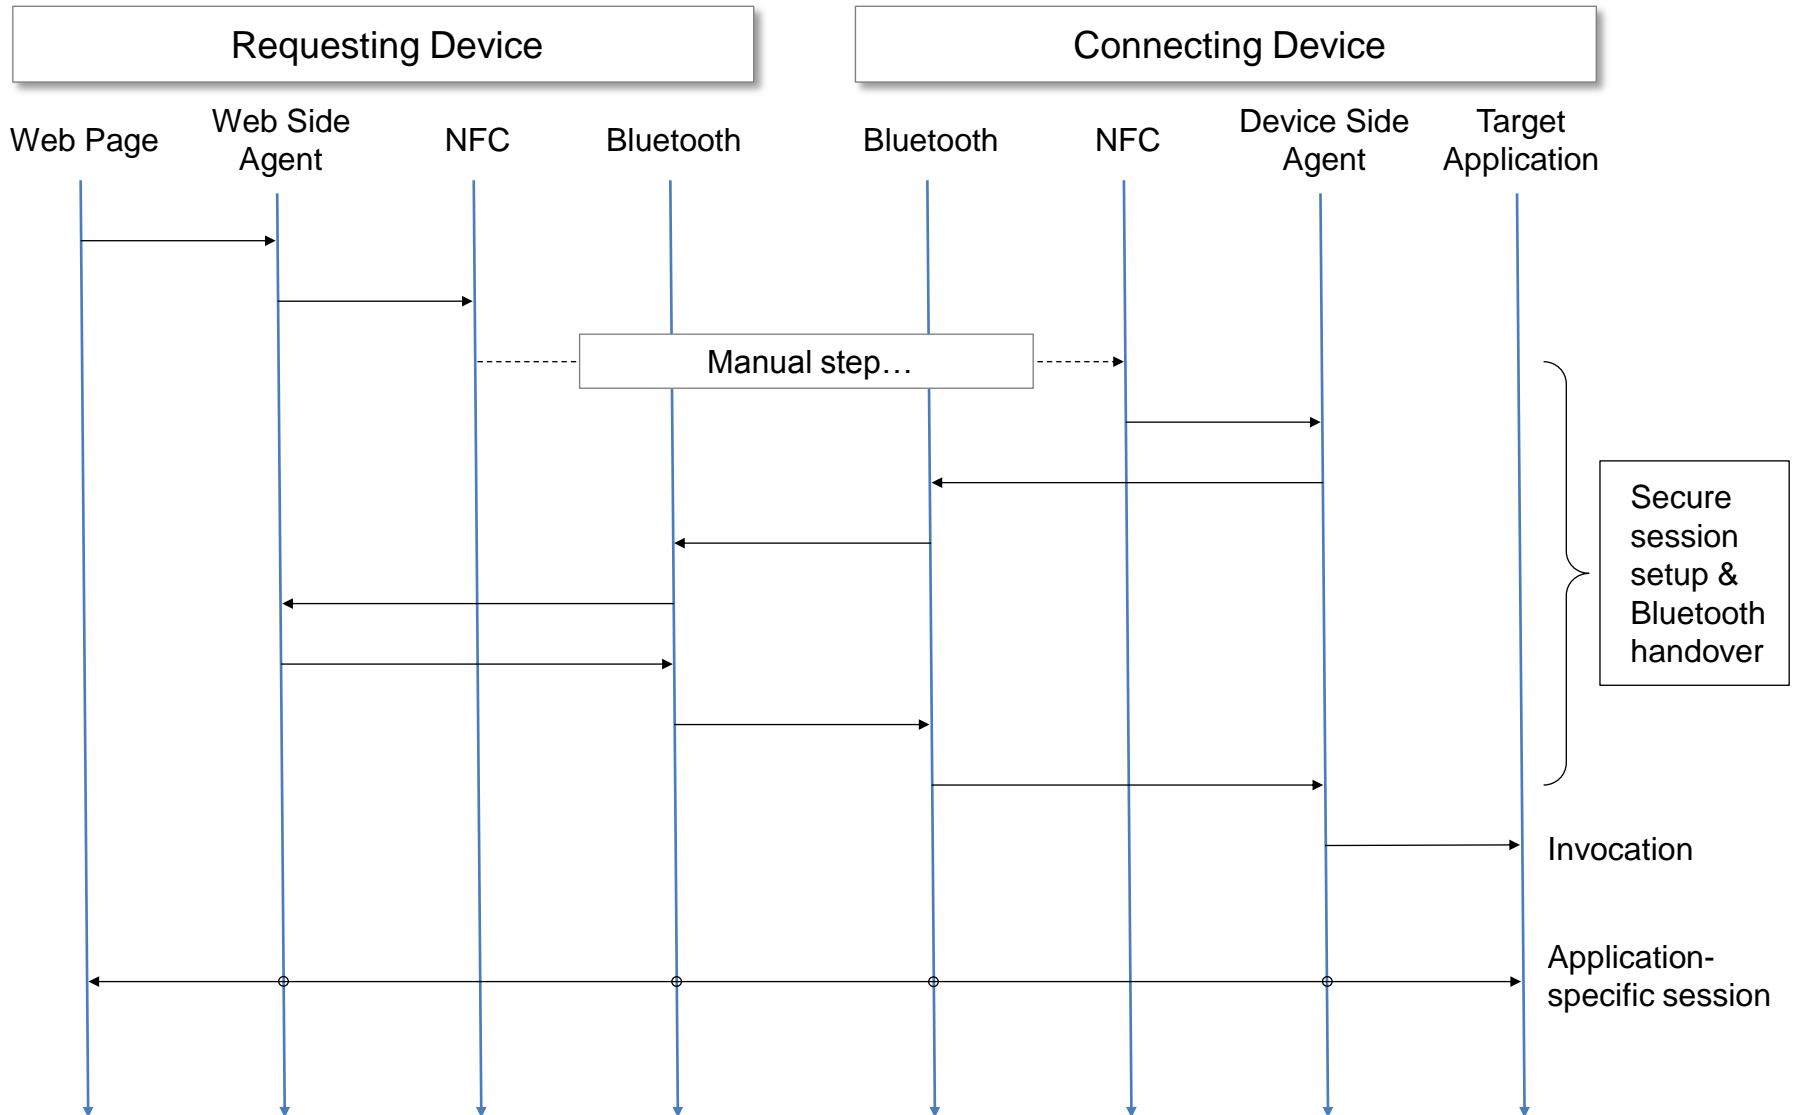 Requesting Device
Connecting Device
Web Page
Web Side
Agent
NFC
Bluetooth
Bluetooth
NFC
Device Side
Agent
Target
Application
Manual step…
Secure
session
setup &
Bluetooth
handover
Invocation
Application-
specific session